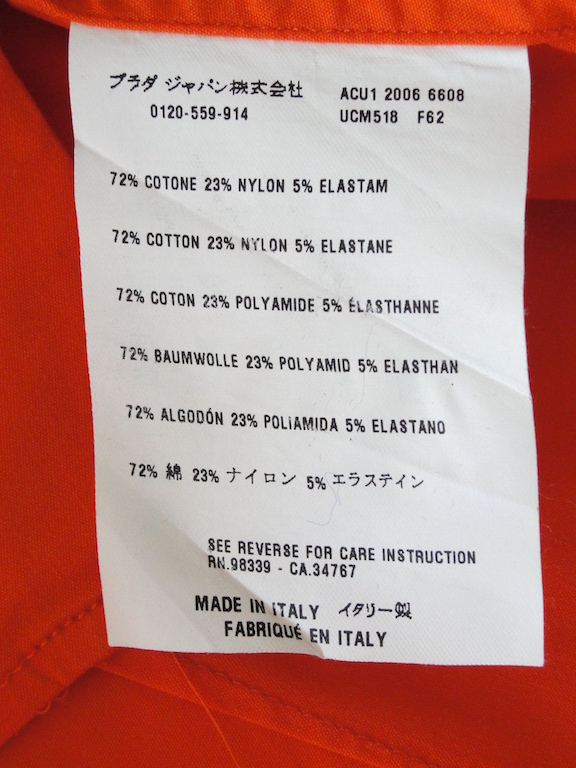 プラダ ジャパン株式会社 ACU1 2006 6608
0120-559-914 UCM518 F62
72% COTONE 23% NYLON 5% ELASTAM
72% COTTON 23% NYLON 5% ELASTANE
72% COTON 23% POLYAMIDE 5% ÉLASTHANNE
72% BAUMWOLLE 23% POLYAMID 5% ELASTHAN
72% ALGODÓN 23% POLIAMIDA 5% ELASTANO
72% 綿 23% ナイロン 5% エラステイン
SEE REVERSE FOR CARE INSTRUCTION
RN.98339 - CA.34767
MADE IN ITALY イタリー製
FABRIQUÉ EN ITALY